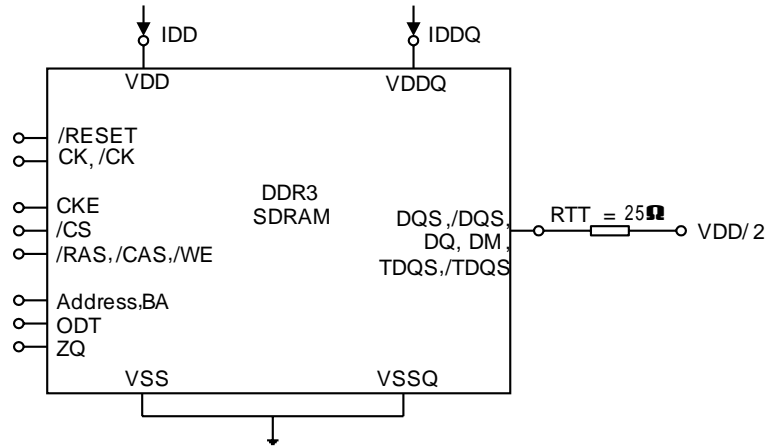 IDD
IDDQ
VDD
VDDQ
/RESET
CK, /CK
DDR3
SDRAM
CKE
/CS
/RAS,/CAS,/WE
DQS,/DQS,
DQ, DM,
TDQS,/TDQS
RTT = 25Ω
VDD/2
Address,BA
ODT
ZQ
VSS
VSSQ